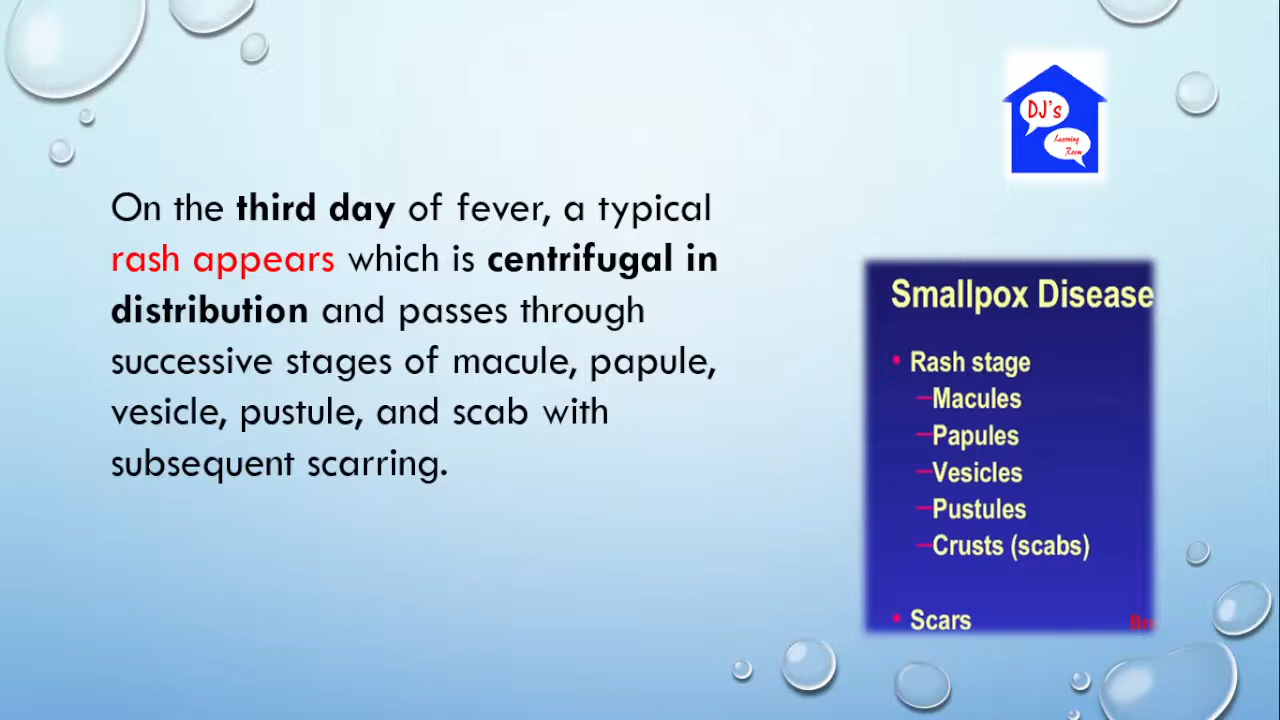 DJ's
Learning
Room
On the third day of fever, a typical
rash appears which is centrifugal in
distribution and passes through
successive stages of macule, papule,
vesicle, pustule, and scab with
subsequent scarring.
Smallpox Disease
• Rash stage
–Macules
–Papules
–Vesicles
–Pustules
–Crusts (scabs)
• Scars